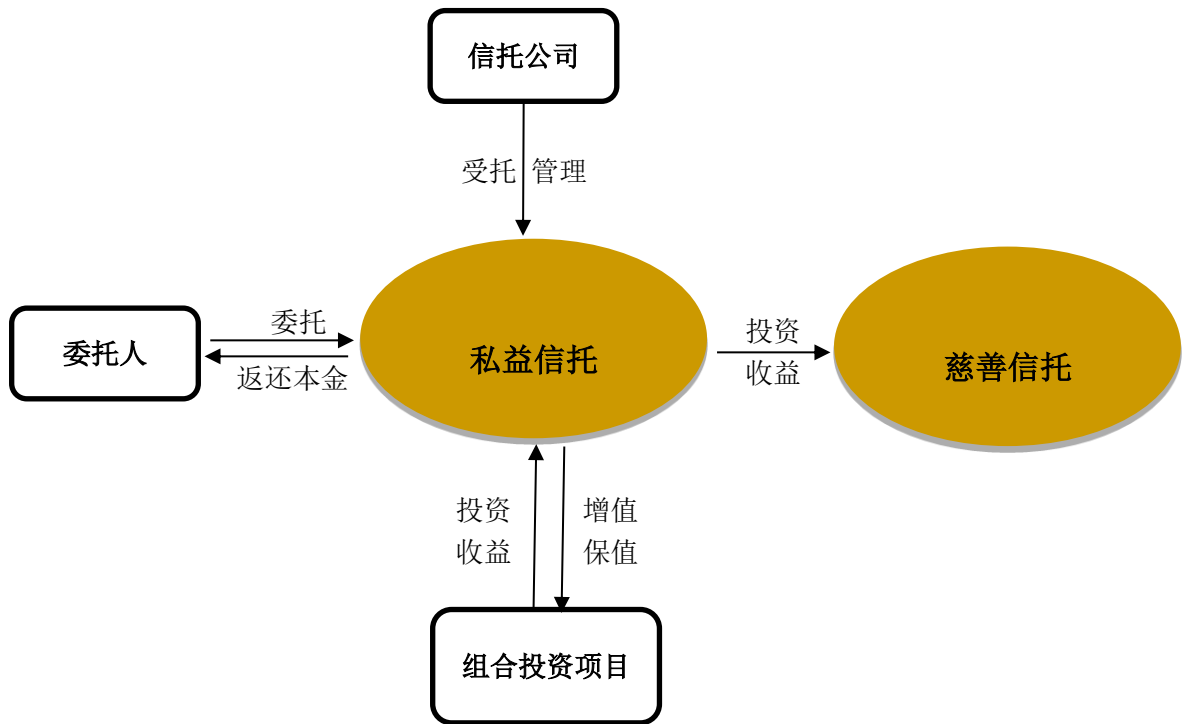 信托公司
受托 管理
委托
投资
委托人
私益信托
慈善信托
返还本金
收益
投资
增值
收益
保值
组合投资项目